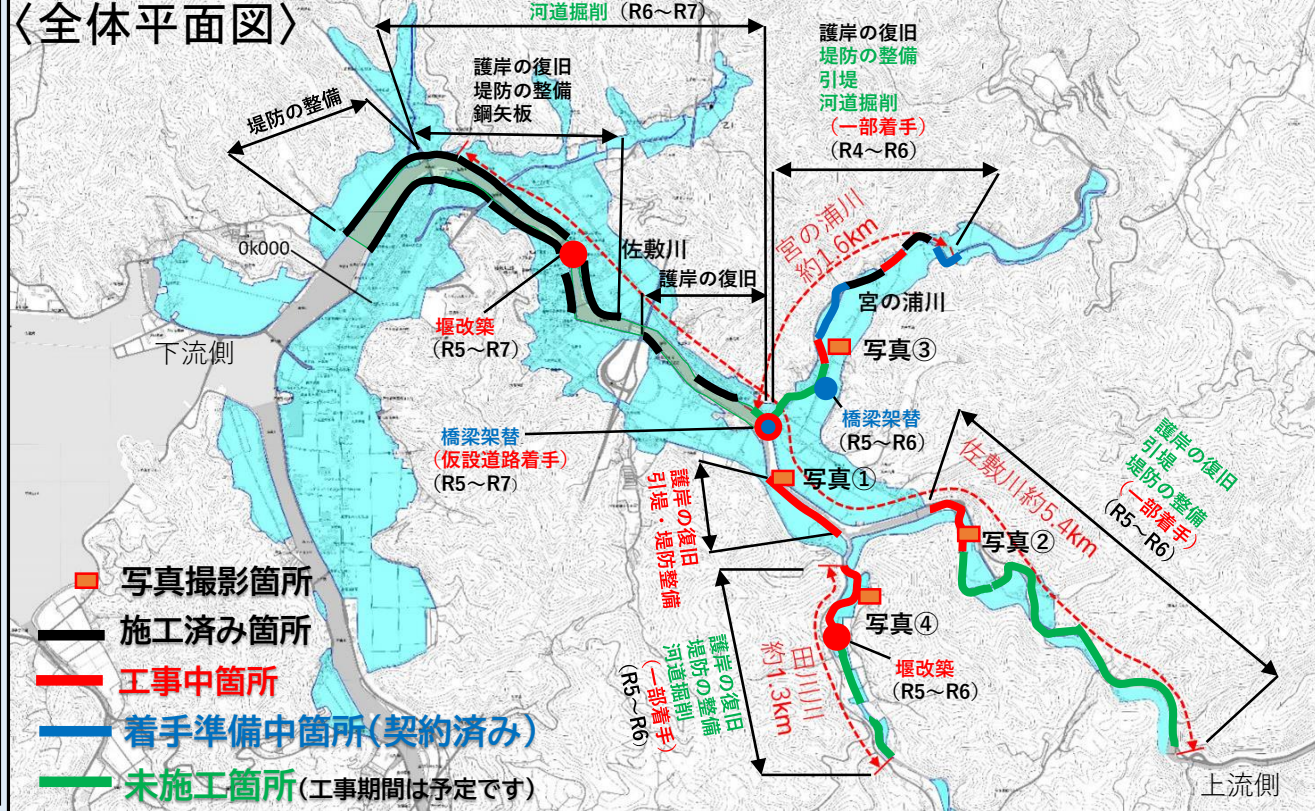 〈全体平面図〉
河道掘削（R6～R7）
護岸の復旧
堤防の整備
鋼矢板
堤防の整備
護岸の復旧
堤防の整備
引堤
河道掘削
（一部着手）
（R4～R6）
0k000
佐敷川
護岸の復旧
宮の浦川
約1.6km
宮の浦川
下流側
堰改築
（R5～R7）
写真③
橋梁架替
（R5～R6）
橋梁架替
（仮設道路着手）
（R5～R7）
写真①
護岸の復旧
引堤・堤防整備
佐敷川約5.4km
護岸の復旧
引堤
堤防の整備
（一部着手）
（R5～R6）
写真②
写真④
堰改築
（R5～R6）
田川川
約1.3km
護岸の復旧
堤防の整備
河道掘削
（一部着手）
（R5～R6）
写真撮影箇所
施工済み箇所
工事中箇所
着手準備中箇所（契約済み）
未施工箇所（工事期間は予定です）
上流側